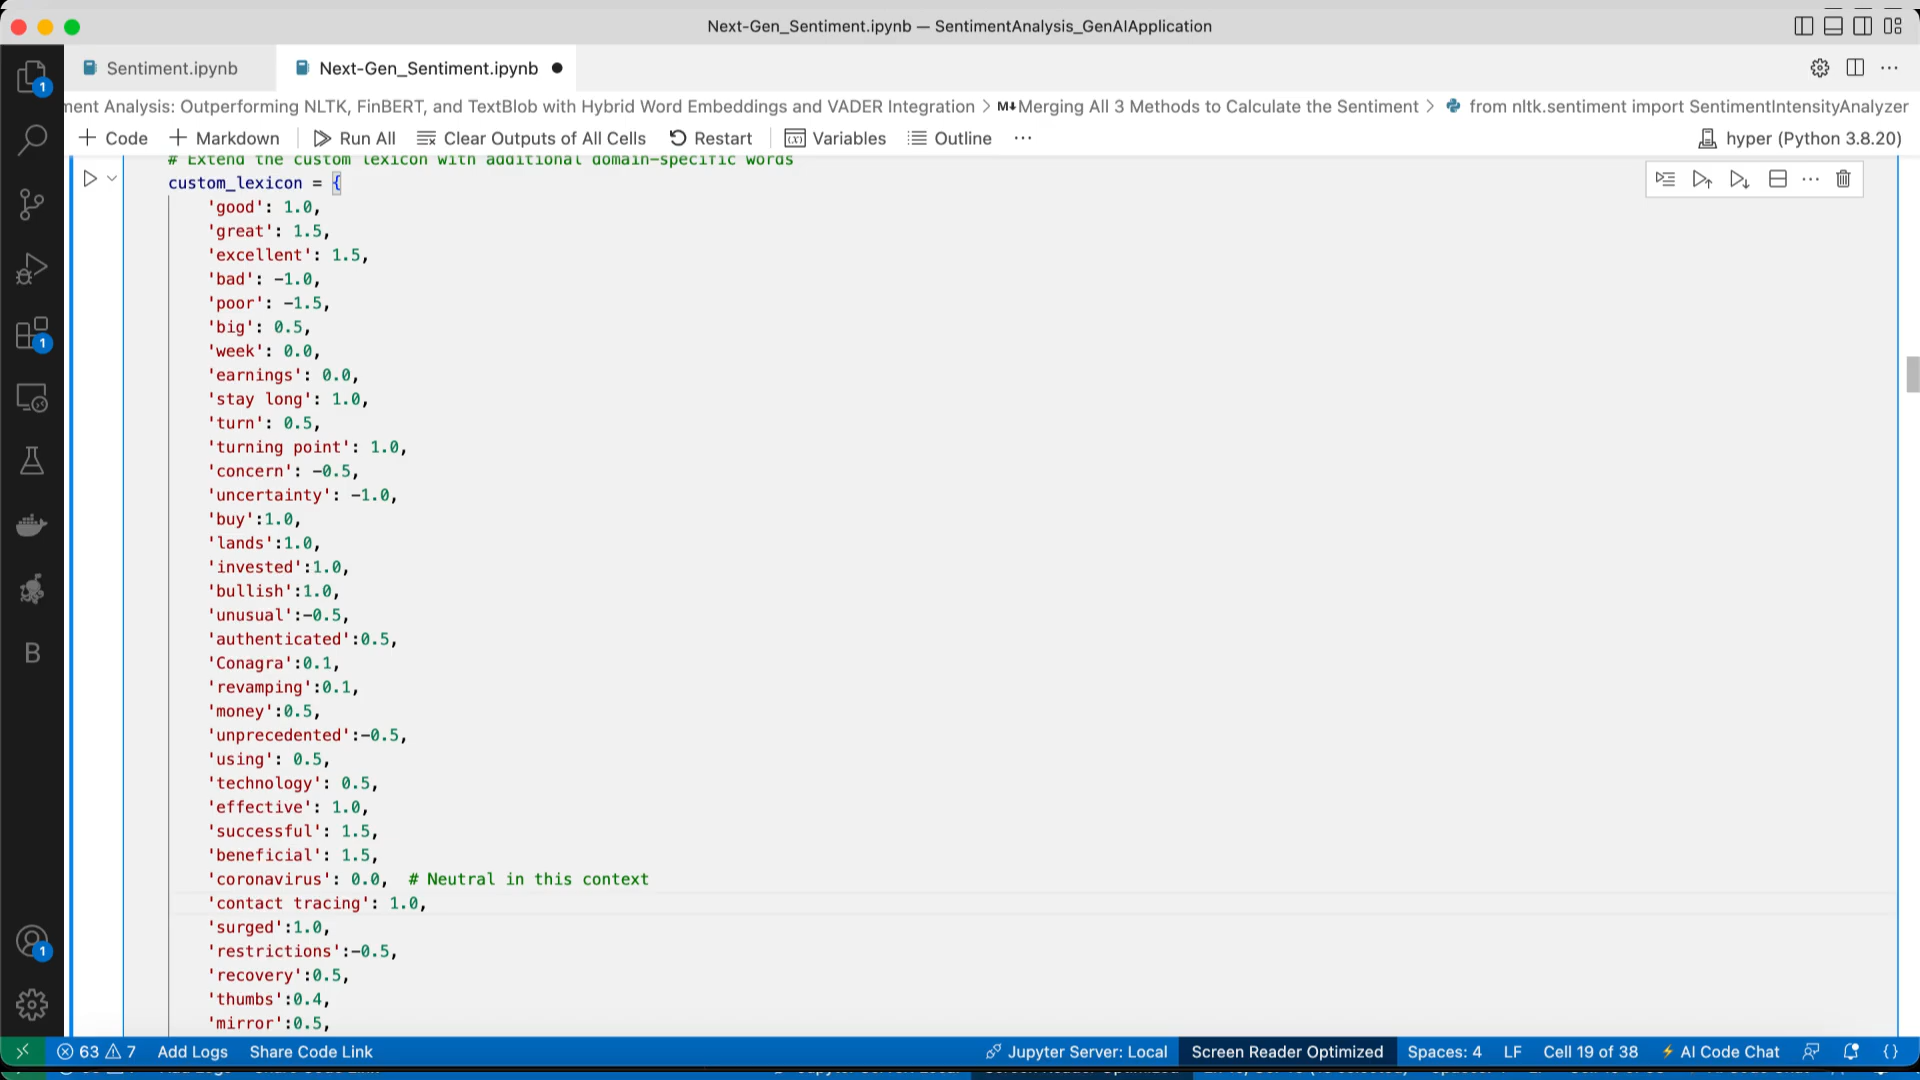 Next-Gen_Sentiment.ipynb — SentimentAnalysis_GenAIApplication
Sentiment.ipynb
Next-Gen_Sentiment.ipynb
ment Analysis: Outperforming NLTK, FinBERT, and TextBlob with Hybrid Word Embeddings and VADER Integration > M↓Merging All 3 Methods to Calculate the Sentiment > from nltk.sentiment import SentimentIntensityAnalyzer
+ Code + Markdown Run All Clear Outputs of All Cells Restart Variables Outline ··· hyper (Python 3.8.20)
# Extend the custom lexicon with additional domain-specific words
custom_lexicon = {
'good': 1.0,
'great': 1.5,
'excellent': 1.5,
'bad': -1.0,
'poor': -1.5,
'big': 0.5,
'week': 0.0,
'earnings': 0.0,
'stay long': 1.0,
'turn': 0.5,
'turning point': 1.0,
'concern': -0.5,
'uncertainty': -1.0,
'buy':1.0,
'lands':1.0,
'invested':1.0,
'bullish':1.0,
'unusual':-0.5,
'authenticated':0.5,
'Conagra':0.1,
'revamping':0.1,
'money':0.5,
'unprecedented':-0.5,
'using': 0.5,
'technology': 0.5,
'effective': 1.0,
'successful': 1.5,
'beneficial': 1.5,
'coronavirus': 0.0,  # Neutral in this context
'contact tracing': 1.0,
'surged':1.0,
'restrictions':-0.5,
'recovery':0.5,
'thumbs':0.4,
'mirror':0.5,
1
1
B
1
63 7 Add Logs Share Code Link Jupyter Server: Local Screen Reader Optimized Spaces: 4 LF Cell 19 of 38 AI Code Chat {}